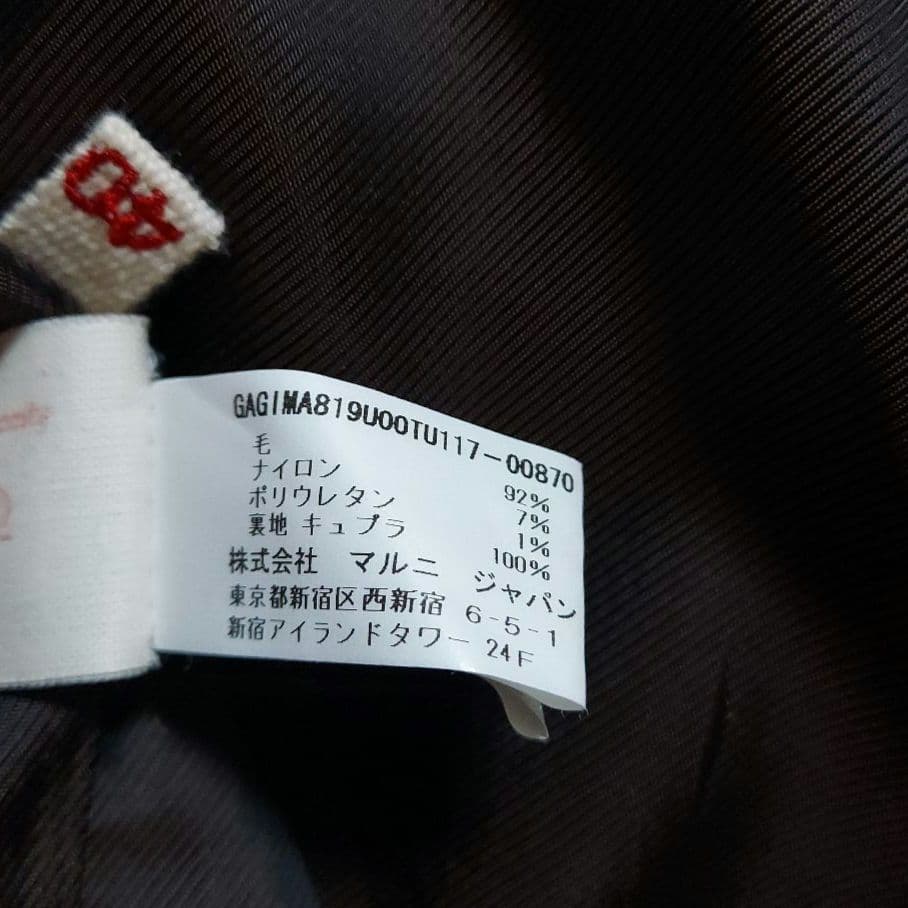 40
GAGIMA819U00TU117-00870
毛 92%
ナイロン 7%
ポリウレタン 1%
裏地 キュプラ 100%
株式会社 マルニ ジャパン
東京都新宿区西新宿 6-5-1
新宿アイランドタワー 24F